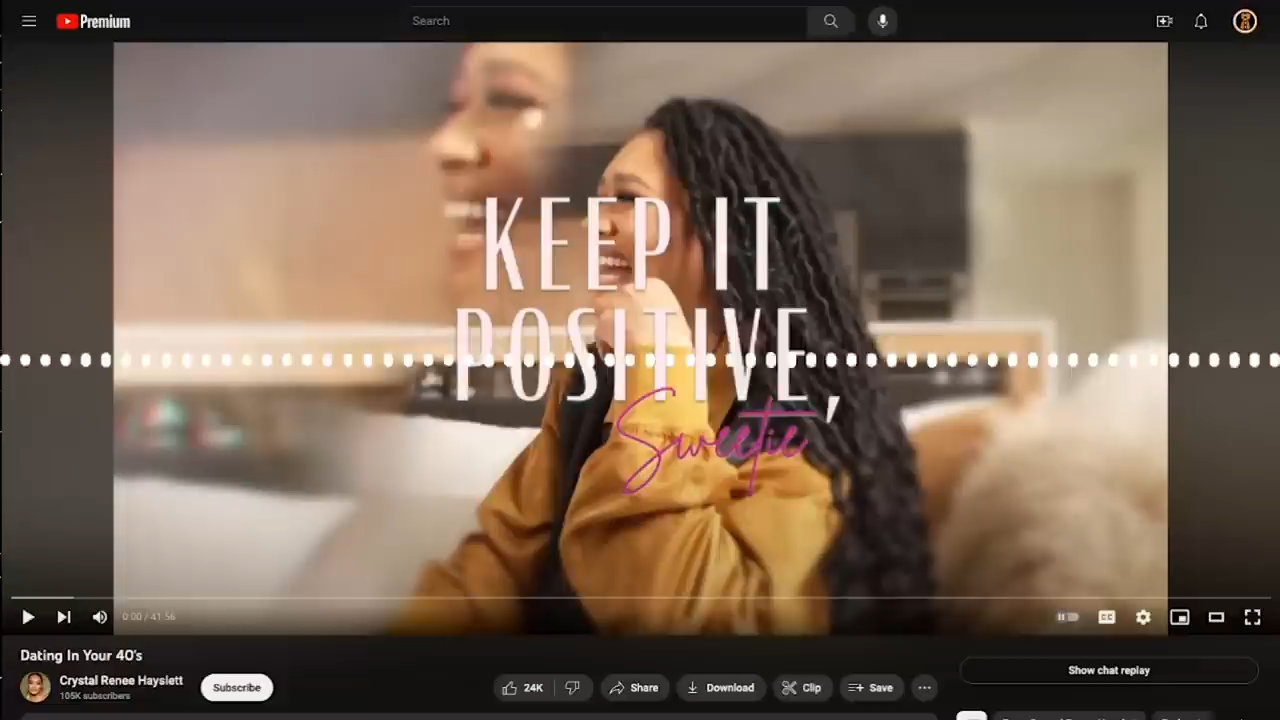 Premium
Search
KEEP IT
POSITIVE,
Sweetie
0:00 / 41:56
CC
Dating In Your 40's
Show chat replay
Crystal Renee Hayslett
105K subscribers
Subscribe
24K
Share
Download
Clip
Save